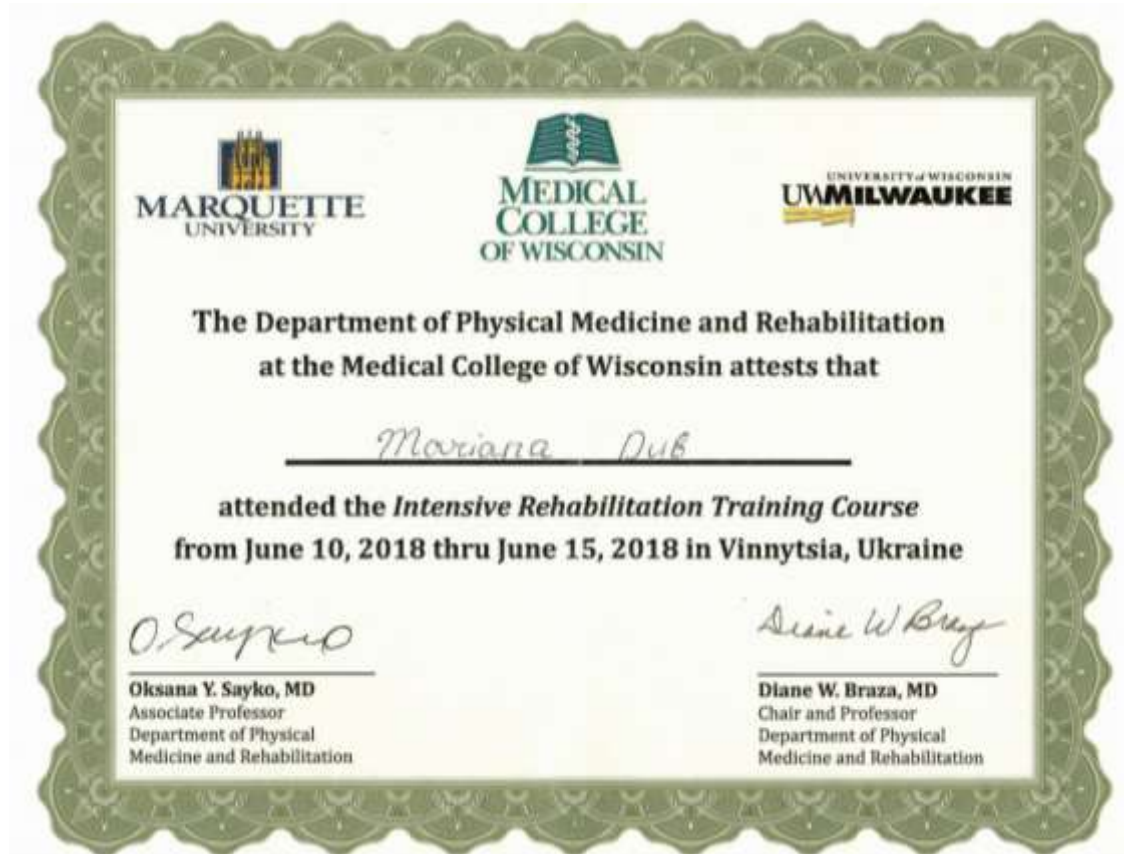 MARQUETTE
UNIVERSITY
MEDICAL
COLLEGE
OF WISCONSIN
UNIVERSITY of WISCONSIN
UWMILWAUKEE
The Department of Physical Medicine and Rehabilitation
at the Medical College of Wisconsin attests that
Mariana Dub
attended the Intensive Rehabilitation Training Course
from June 10, 2018 thru June 15, 2018 in Vinnytsia, Ukraine
O. Sayko
Diane W Braza
Oksana Y. Sayko, MD
Associate Professor
Department of Physical
Medicine and Rehabilitation
Diane W. Braza, MD
Chair and Professor
Department of Physical
Medicine and Rehabilitation